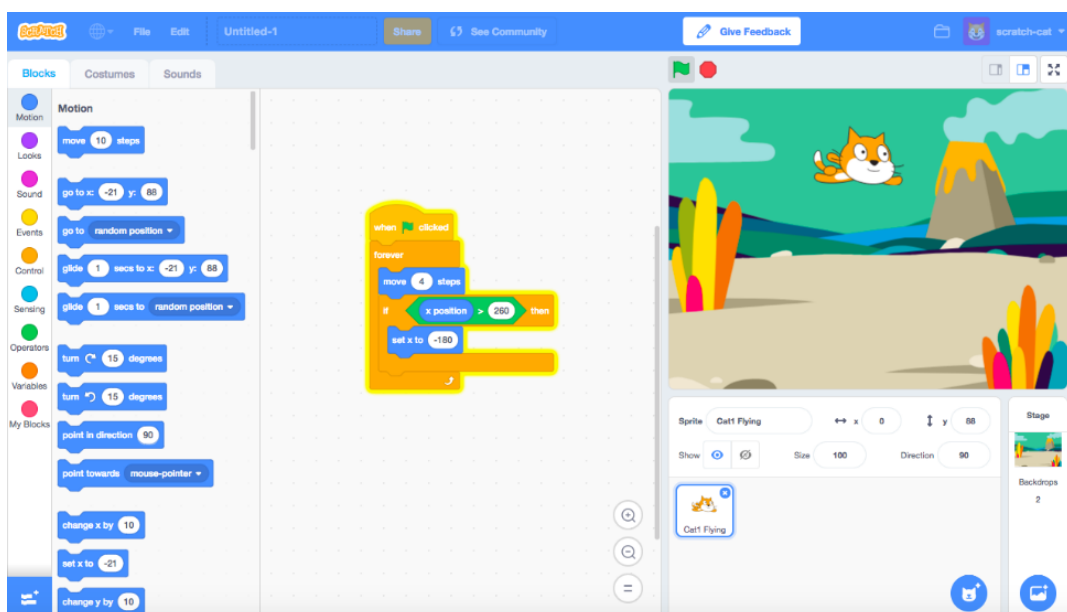 SCRATCH File Edit Untitled-1 Share See Community Give Feedback scratch-cat
Blocks Costumes Sounds
Motion
Looks
Sound
Events
Control
Sensing
Operators
Variables
My Blocks
Motion
move 10 steps
go to x: -21 y: 88
go to random position
glide 1 secs to x: -21 y: 88
glide 1 secs to random position
turn 15 degrees
turn 15 degrees
point in direction 90
point towards mouse-pointer
change x by 10
set x to -21
change y by 10
when clicked
forever
move 4 steps
if x position > 260 then
set x to -180
Sprite Cat1 Flying x 0 y 88
Show Size 100 Direction 90
Cat1 Flying
Stage
Backdrops
2